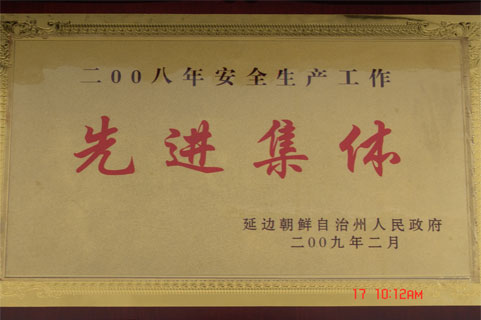 二00八年安全生产工作
先进集体
延边朝鲜自治州人民政府
二00九年二月
17 10:12AM